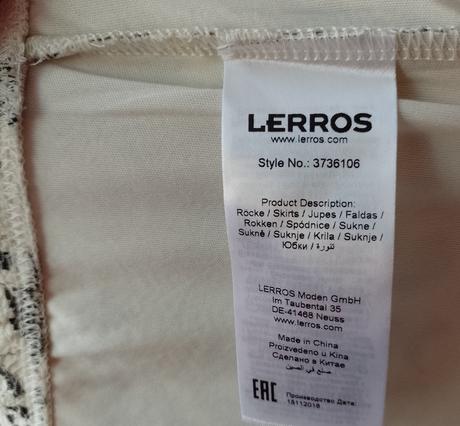 LERROS
www.lerros.com
Style No.: 3736106
Product Description:
Röcke / Skirts / Jupes / Faldas /
Rokken / Spódnice / Sukne /
Sukně / Suknje / Krila / Suknje /
Юбки / تنورة /
LERROS Moden GmbH
Im Taubental 35
DE-41468 Neuss
www.lerros.com
Made in China
Proizvedeno u Kina
Сделано в Китае
صنع في الصين
EAC
Производство Дата:
18112018